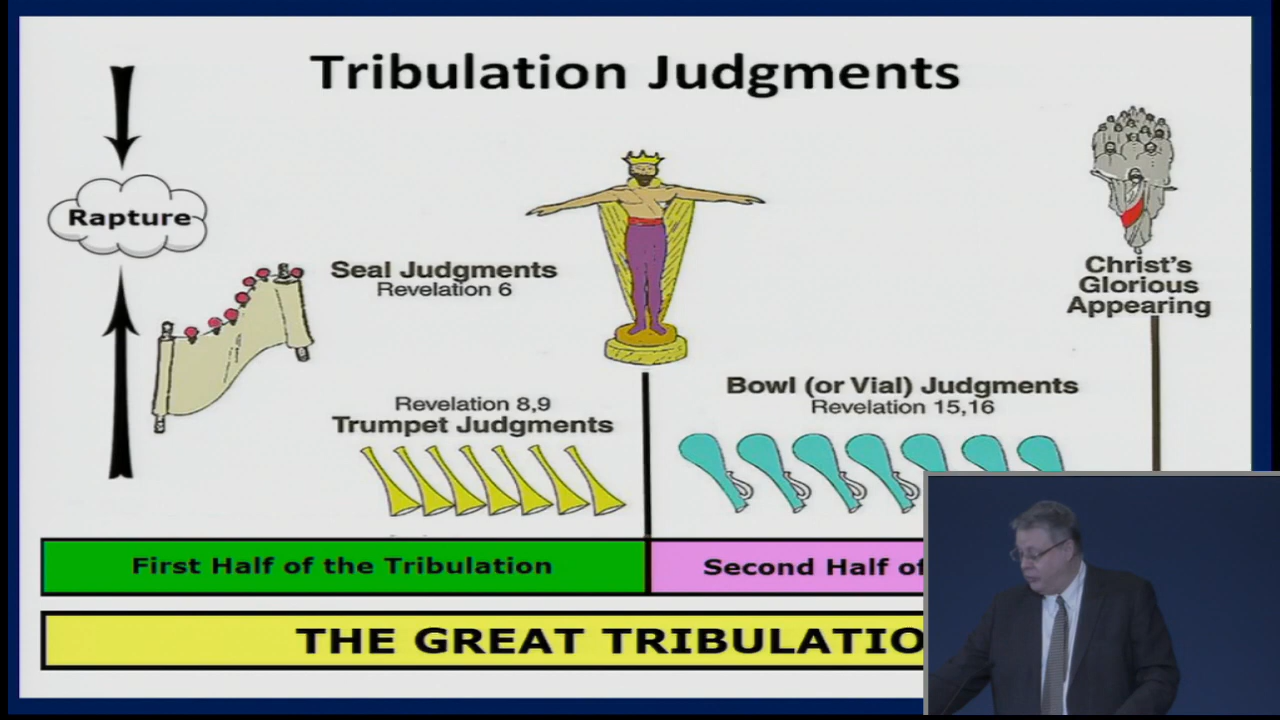 Tribulation Judgments
Rapture
Seal Judgments
Revelation 6
Christ's
Glorious
Appearing
Revelation 8,9
Trumpet Judgments
Bowl (or Vial) Judgments
Revelation 15,16
First Half of the Tribulation
Second Half of
THE GREAT TRIBULATIO